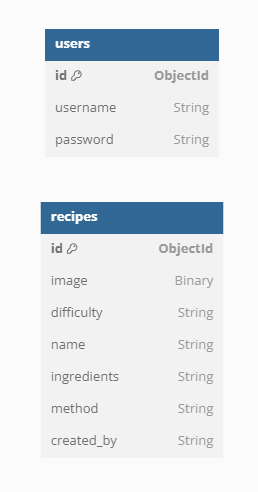 users
id ObjectId
username String
password String
recipes
id ObjectId
image Binary
difficulty String
name String
ingredients String
method String
created_by String